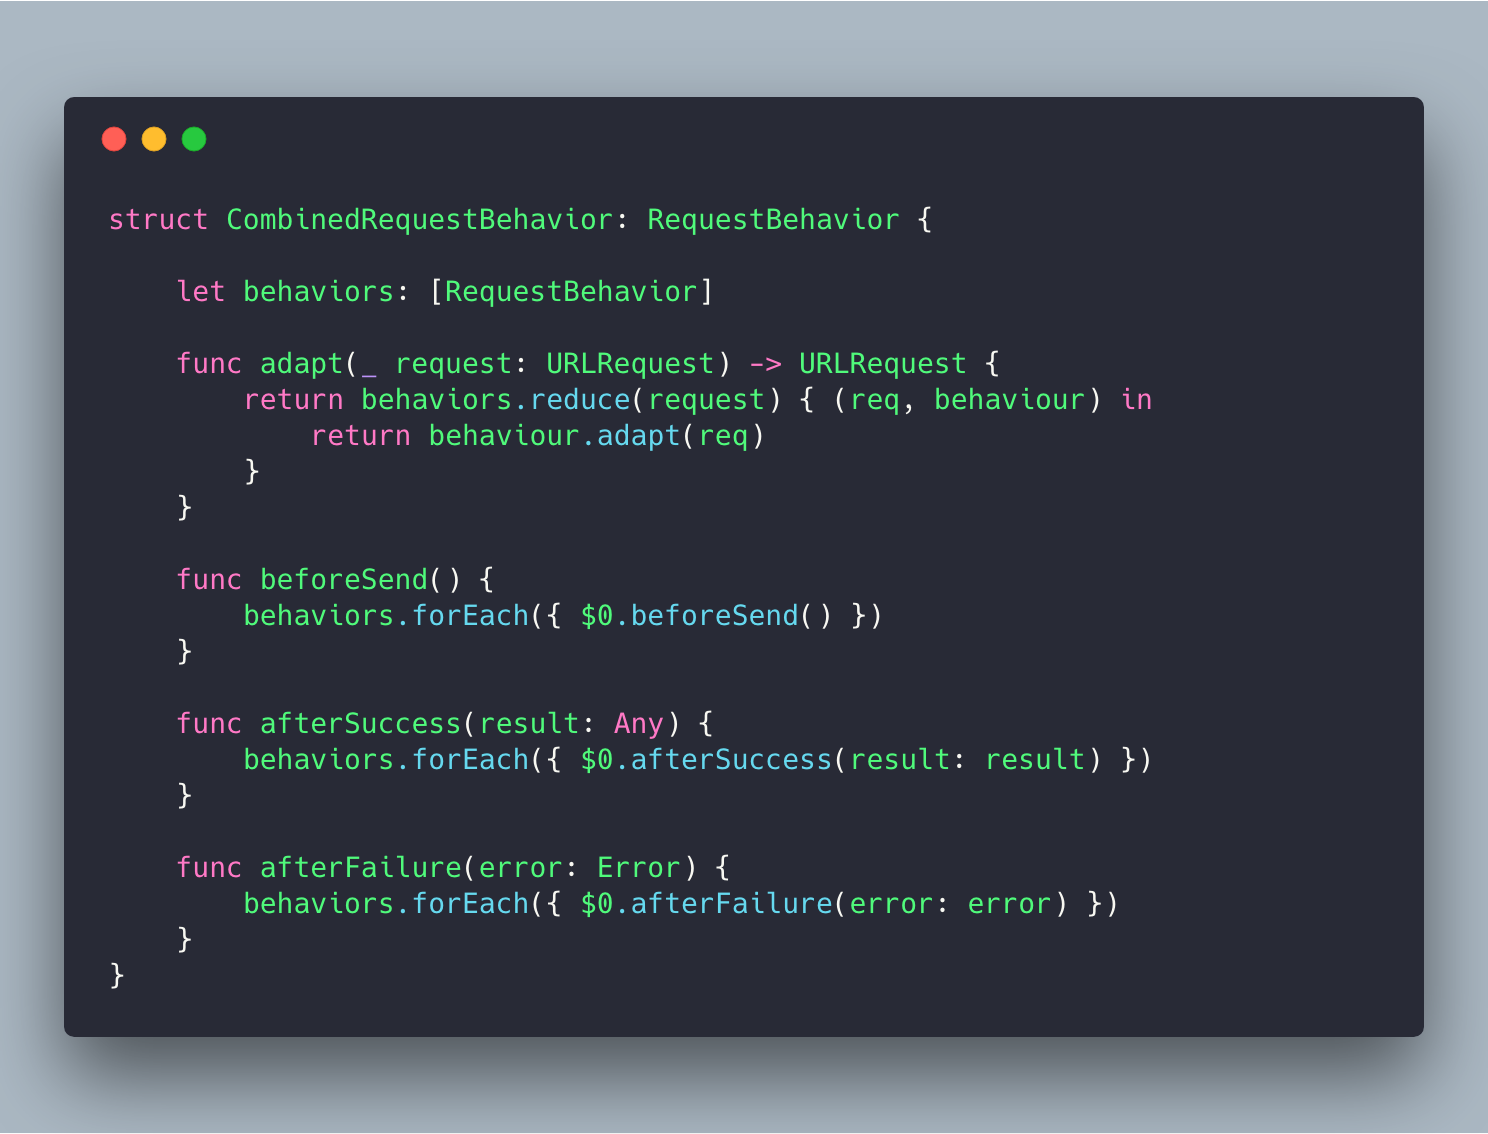 struct CombinedRequestBehavior: RequestBehavior {
let behaviors: [RequestBehavior]
func adapt(_ request: URLRequest) -> URLRequest {
return behaviors.reduce(request) { (req, behaviour) in
return behaviour.adapt(req)
}
}
func beforeSend() {
behaviors.forEach({ $0.beforeSend() })
}
func afterSuccess(result: Any) {
behaviors.forEach({ $0.afterSuccess(result: result) })
}
func afterFailure(error: Error) {
behaviors.forEach({ $0.afterFailure(error: error) })
}
}